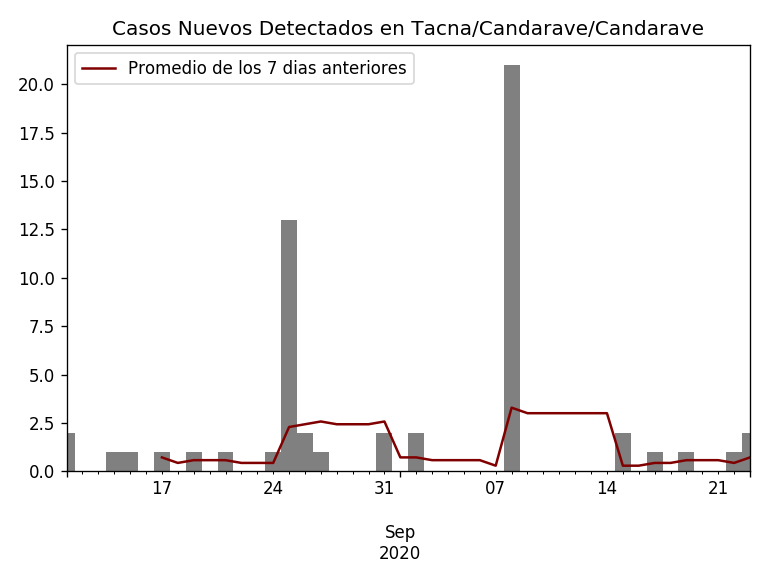 Casos Nuevos Detectados en Tacna/Candarave/Candarave
Promedio de los 7 dias anteriores
20.0
17.5
15.0
12.5
10.0
7.5
5.0
2.5
0.0
17 24 31 07 14 21
Sep
2020